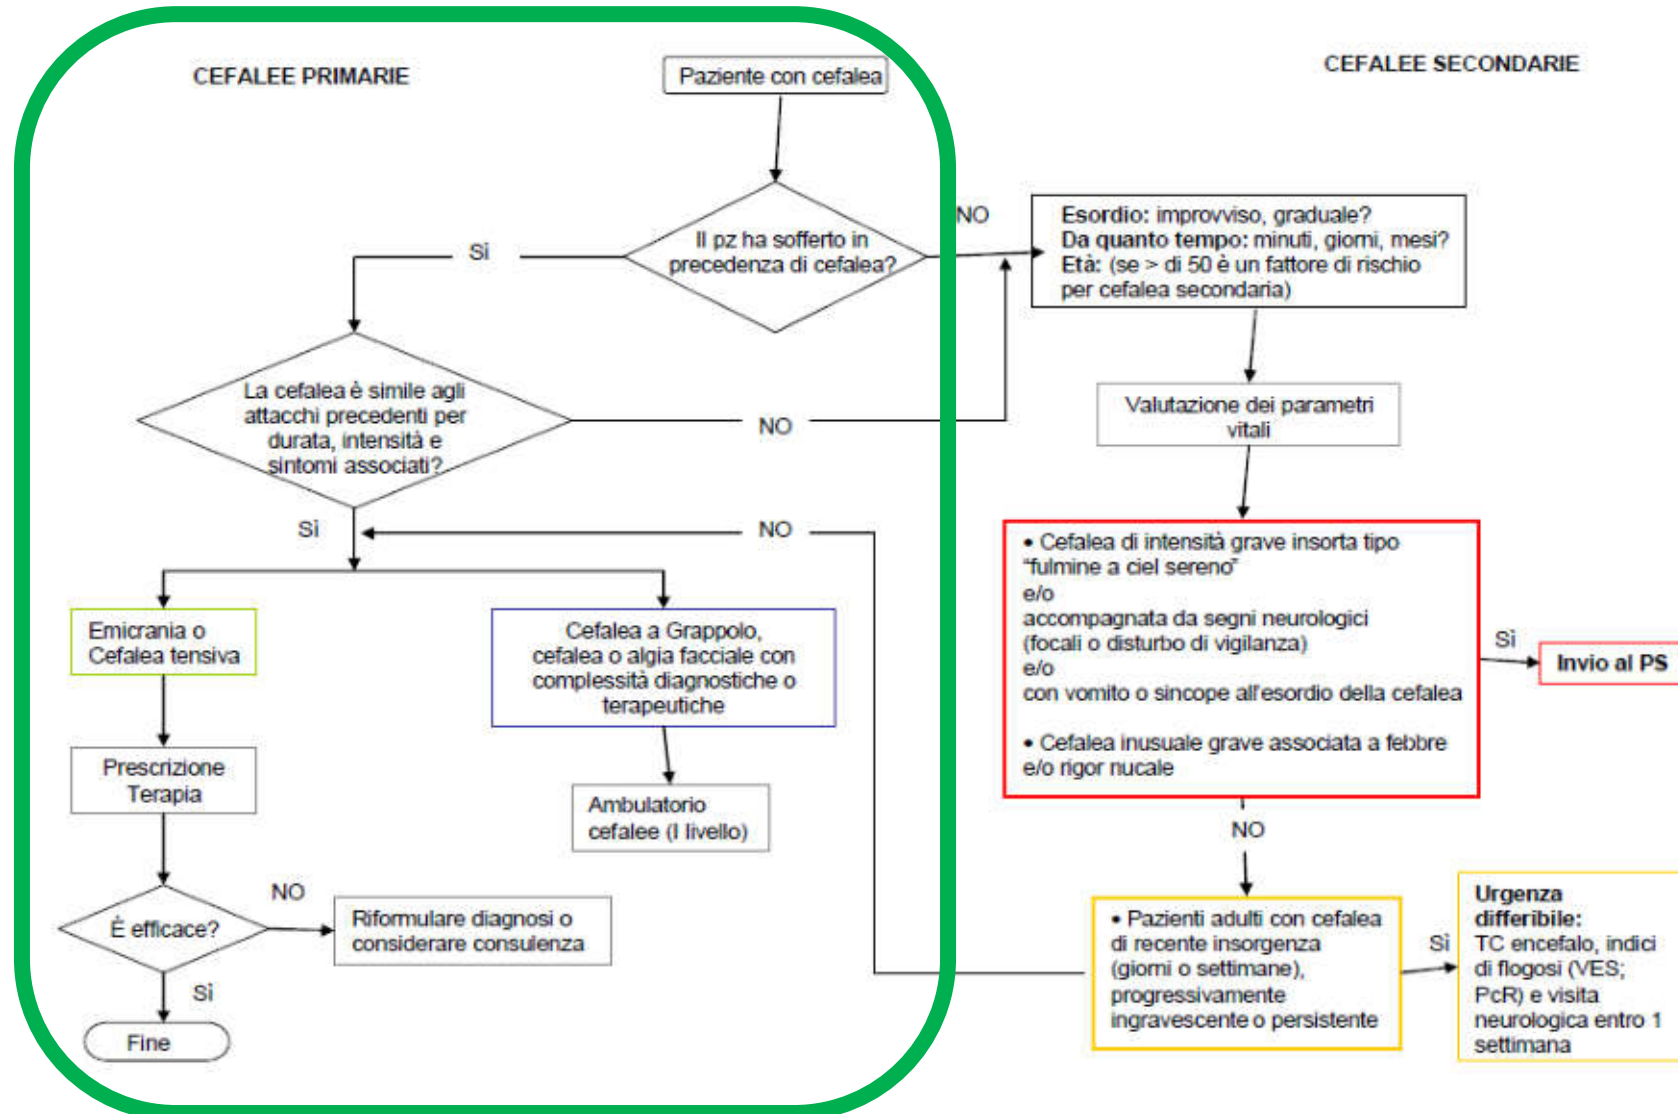 CEFALEE PRIMARIE
Paziente con cefalea
CEFALEE SECONDARIE
Il pz ha sofferto in
precedenza di cefalea?
Sì
NO
Esordio: improvviso, graduale?
Da quanto tempo: minuti, giorni, mesi?
Età: (se > di 50 è un fattore di rischio
per cefalea secondaria)
La cefalea è simile agli
attacchi precedenti per
durata, intensità e
sintomi associati?
NO
Valutazione dei parametri
vitali
Sì
NO
• Cefalea di intensità grave insorta tipo
"fulmine a ciel sereno"
e/o
accompagnata da segni neurologici
(focali o disturbo di vigilanza)
e/o
con vomito o sincope all'esordio della cefalea
• Cefalea inusuale grave associata a febbre
e/o rigor nucale
Sì
Invio al PS
Emicrania o
Cefalea tensiva
Cefalea a Grappolo,
cefalea o algia facciale con
complessità diagnostiche o
terapeutiche
Prescrizione
Terapia
Ambulatorio
cefalee (I livello)
NO
È efficace?
NO
Riformulare diagnosi o
considerare consulenza
Sì
Fine
• Pazienti adulti con cefalea
di recente insorgenza
(giorni o settimane),
progressivamente
ingravescente o persistente
Sì
Urgenza
differibile:
TC encefalo, indici
di flogosi (VES;
PcR) e visita
neurologica entro 1
settimana